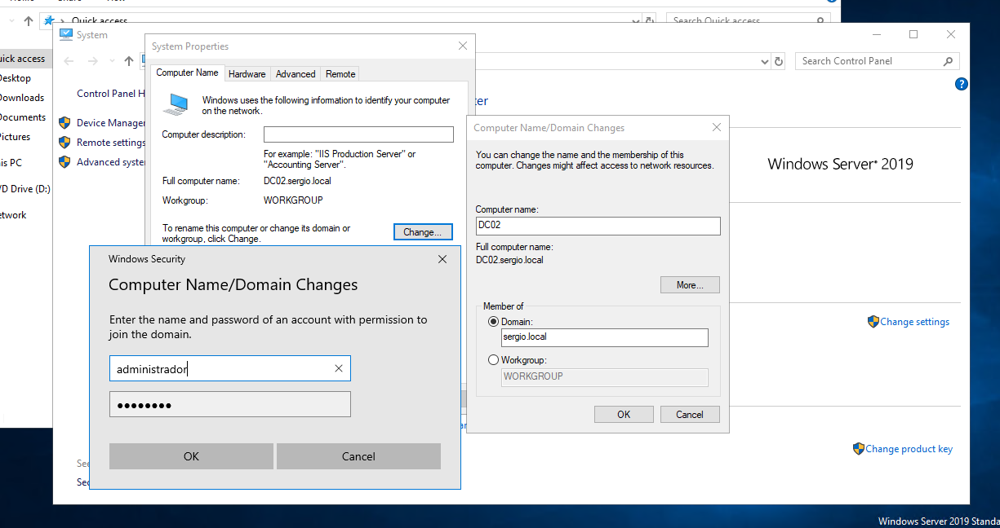 Quick access
Search Quick access
System
Search Control Panel
uick access
esktop
ownloads
ocuments
ictures
is PC
D Drive (D:)
etwork
Control Panel H
Device Manager
Remote settings
Advanced syste
System Properties
Computer Name
Hardware
Advanced
Remote
Windows uses the following information to identify your computer
on the network.
Computer description:
For example: "IIS Production Server" or
"Accounting Server".
Full computer name:
DC02.sergio.local
Workgroup:
WORKGROUP
To rename this computer or change its domain or
workgroup, click Change.
Change...
Computer Name/Domain Changes
You can change the name and the membership of this
computer. Changes might affect access to network resources.
Computer name:
DC02
Full computer name:
DC02.sergio.local
More...
Member of
Domain:
sergio.local
Workgroup:
WORKGROUP
OK
Cancel
Windows Security
Computer Name/Domain Changes
Enter the name and password of an account with permission to
join the domain.
administrador
●●●●●●●●
OK
Cancel
ter
Windows Server® 2019
Change settings
Change product key
See
Sec
Windows Server 2019 Standa